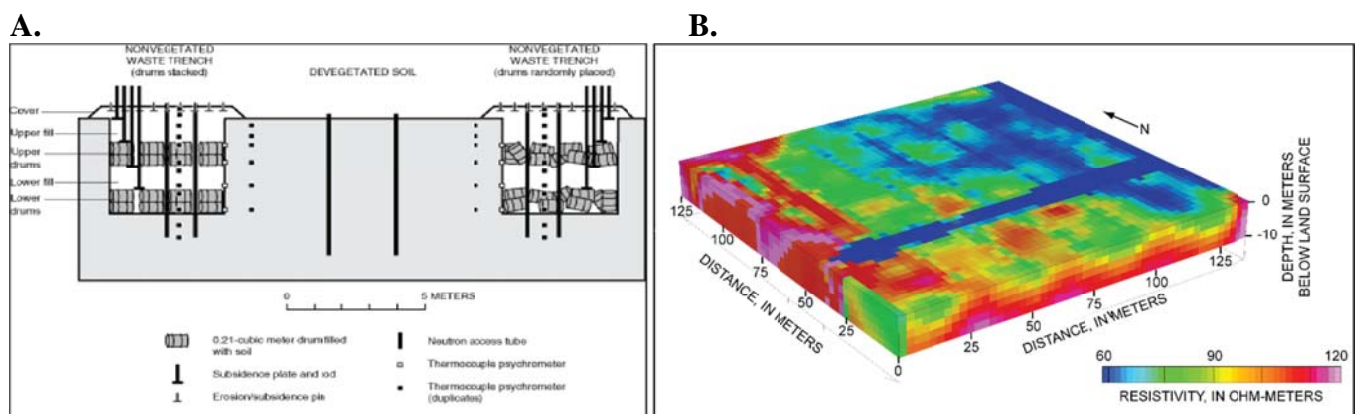 A.
NONVEGETATED
WASTE TRENCH
(drums stacked)
DEVEGETATED SOIL
NONVEGETATED
WASTE TRENCH
(drums randomly placed)
Cover
Upper fill
Upper
drums
Lower fill
Lower
drums
0 5 METERS
0.21-cubic meter drum filled
with soil
Subsidence plate and rod
Erosion/subsidence pin
Neutron access tube
Thermocouple psychrometer
Thermocouple psychrometer
(duplicates)
B.
N
0
-10
DEPTH, IN METERS
BELOW LAND SURFACE
125
100
75
50
25
0
DISTANCE, IN METERS
25
50
75
100
125
DISTANCE, IN METERS
60 90 120
RESISTIVITY, IN OHM-METERS